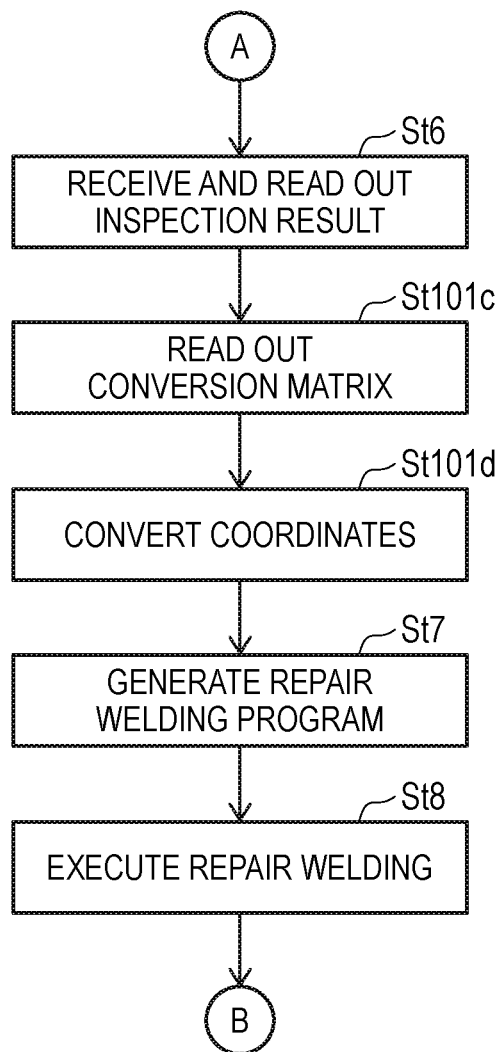 A
St6
RECEIVE AND READ OUT
INSPECTION RESULT
St101c
READ OUT
CONVERSION MATRIX
St101d
CONVERT COORDINATES
St7
GENERATE REPAIR
WELDING PROGRAM
St8
EXECUTE REPAIR WELDING
B